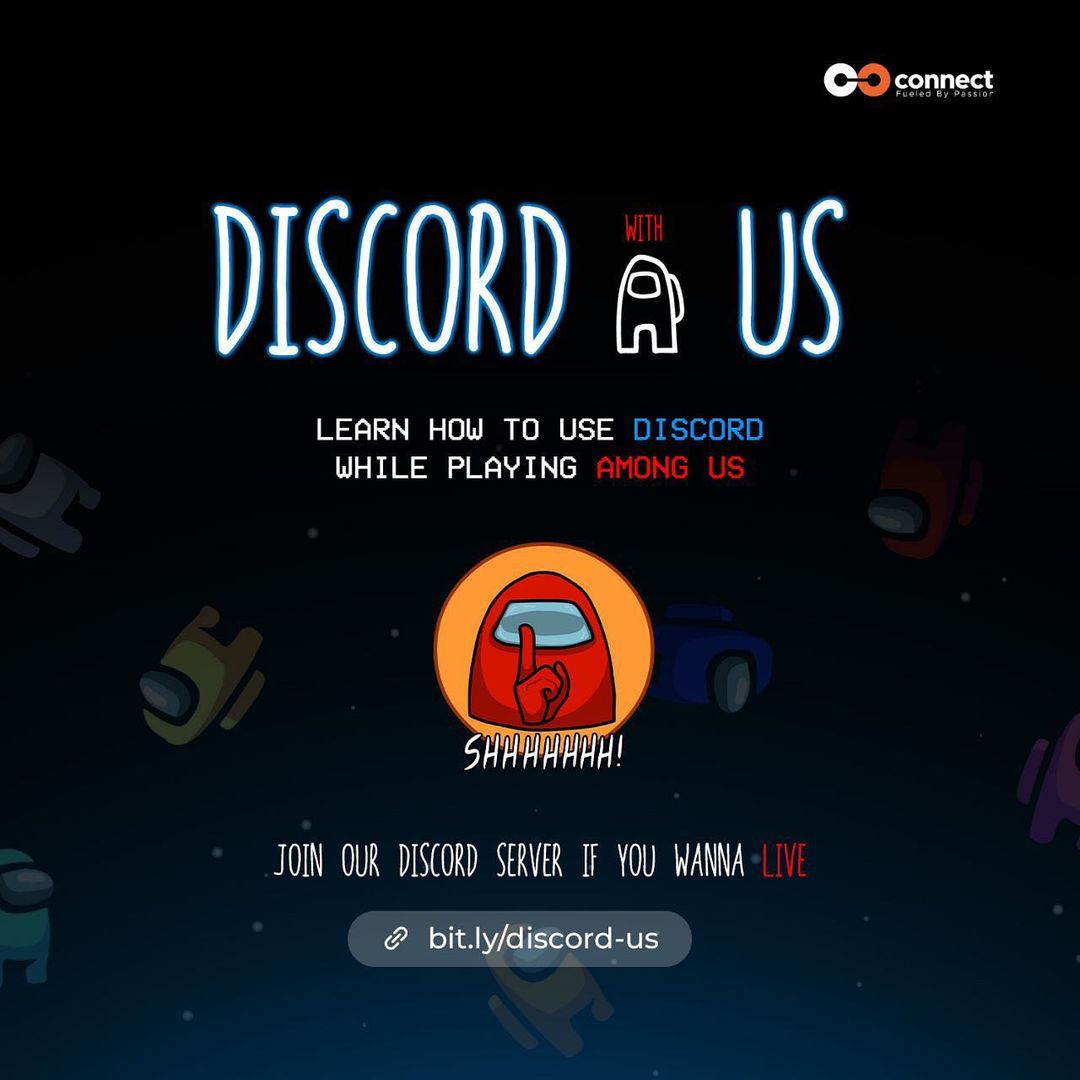 connect
Fueled By Passion
DISCORD WITH US
LEARN HOW TO USE DISCORD
WHILE PLAYING AMONG US
SHHHHHHH!
JOIN OUR DISCORD SERVER IF YOU WANNA LIVE
bit.ly/discord-us